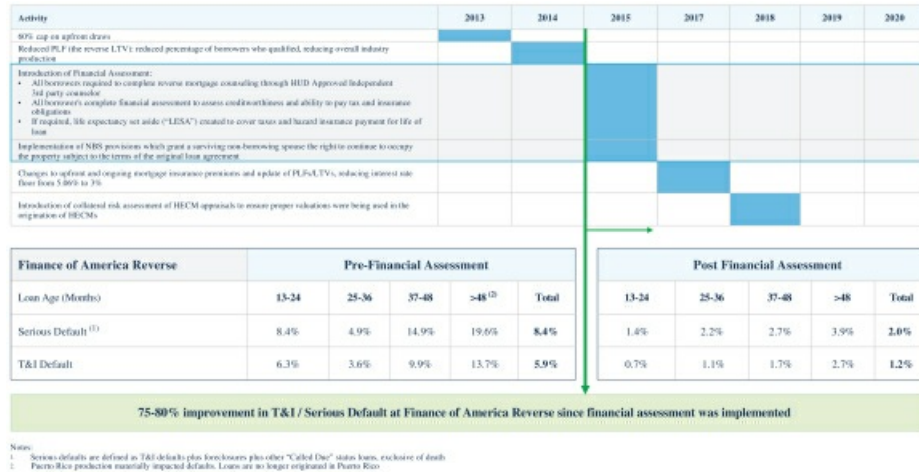 Activity 2013 2014 2015 2017 2018 2019 2020
60% cap on upfront draws
Reduced PLF (the reverse LTV): reduced percentage of borrowers who qualified, reducing overall industry
production
Introduction of Financial Assessment:
• All borrowers required to complete reverse mortgage counseling through HUD Approved Independent
3rd party counselor
• All borrower's complete financial assessment to assess creditworthiness and ability to pay tax and insurance
obligations
• If required, life expectancy set aside ("LESA") created to cover taxes and hazard insurance payment for life of
loan
Implementation of NBS provisions which grant a surviving non-borrowing spouse the right to continue to occupy
the property subject to the terms of the original loan agreement
Changes to upfront and ongoing mortgage insurance premiums and update of PLFs/LTVs, reducing interest rate
floor from 5.06% to 3%
Introduction of collateral risk assessment of HECM appraisals to ensure proper valuations were being used in the
origination of HECMs
Finance of America Reverse Pre-Financial Assessment Post Financial Assessment
Loan Age (Months) 13-24 25-36 37-48 >48 (2) Total 13-24 25-36 37-48 >48 Total
Serious Default (1) 8.4% 4.9% 14.9% 19.6% 8.4% 1.4% 2.2% 2.7% 3.9% 2.0%
T&I Default 6.3% 3.6% 9.9% 13.7% 5.9% 0.7% 1.1% 1.7% 2.7% 1.2%
75-80% improvement in T&I / Serious Default at Finance of America Reverse since financial assessment was implemented
Notes:
1 Serious defaults are defined as T&I defaults plus foreclosures plus other "Called Due" status loans, exclusive of death
2 Puerto Rico production materially impacted defaults. Loans are no longer originated in Puerto Rico